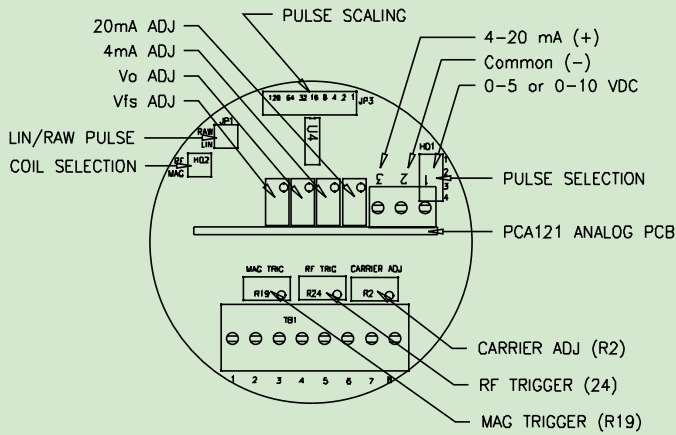 PULSE SCALING
20mA ADJ
4mA ADJ
Vo ADJ
Vfs ADJ
4-20 mA (+)
Common (-)
0-5 or 0-10 VDC
128 64 32 16 8 4 2 1
JP3
JP1
RAW
LIN
LIN/RAW PULSE
U4
HD1
1
2
3
4
COIL SELECTION
RF
MAG
HD2
3 2 1
PULSE SELECTION
PCA121 ANALOG PCB
MAG TRIG RF TRIG CARRIER ADJ
R19 R24 R2
TB1
1 2 3 4 5 6 7 8
CARRIER ADJ (R2)
RF TRIGGER (24)
MAG TRIGGER (R19)